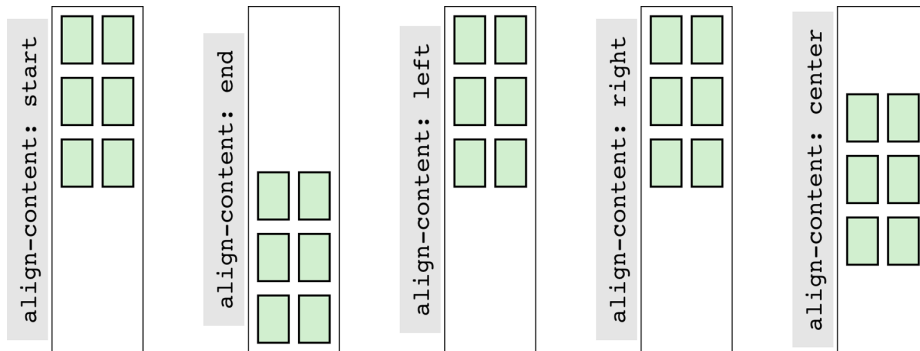 align-content: start
align-content: end
align-content: left
align-content: right
align-content: center